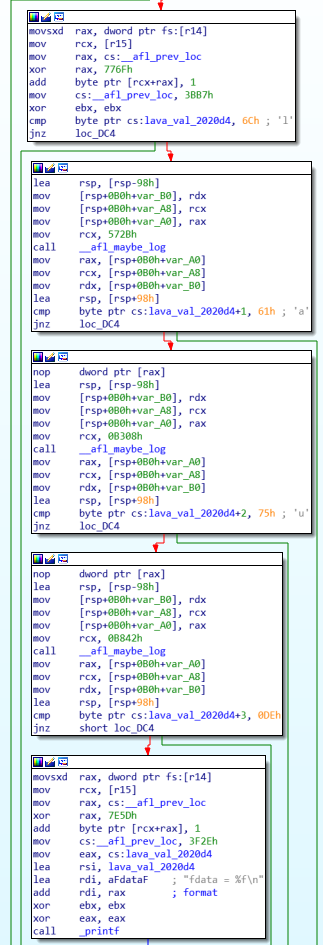 movsxd rax, dword ptr fs:[r14]
mov rcx, [r15]
mov rax, cs:__afl_prev_loc
xor rax, 776Fh
add byte ptr [rcx+rax], 1
mov cs:__afl_prev_loc, 3BB7h
xor ebx, ebx
cmp byte ptr cs:lava_val_2020d4, 6Ch ; 'l'
jnz loc_DC4
lea rsp, [rsp-98h]
mov [rsp+0B0h+var_B0], rdx
mov [rsp+0B0h+var_A8], rcx
mov [rsp+0B0h+var_A0], rax
mov rcx, 572Bh
call __afl_maybe_log
mov rax, [rsp+0B0h+var_A0]
mov rcx, [rsp+0B0h+var_A8]
mov rdx, [rsp+0B0h+var_B0]
lea rsp, [rsp+98h]
cmp byte ptr cs:lava_val_2020d4+1, 61h ; 'a'
jnz loc_DC4
nop dword ptr [rax]
lea rsp, [rsp-98h]
mov [rsp+0B0h+var_B0], rdx
mov [rsp+0B0h+var_A8], rcx
mov [rsp+0B0h+var_A0], rax
mov rcx, 0B308h
call __afl_maybe_log
mov rax, [rsp+0B0h+var_A0]
mov rcx, [rsp+0B0h+var_A8]
mov rdx, [rsp+0B0h+var_B0]
lea rsp, [rsp+98h]
cmp byte ptr cs:lava_val_2020d4+2, 75h ; 'u'
jnz loc_DC4
nop dword ptr [rax]
lea rsp, [rsp-98h]
mov [rsp+0B0h+var_B0], rdx
mov [rsp+0B0h+var_A8], rcx
mov [rsp+0B0h+var_A0], rax
mov rcx, 0B842h
call __afl_maybe_log
mov rax, [rsp+0B0h+var_A0]
mov rcx, [rsp+0B0h+var_A8]
mov rdx, [rsp+0B0h+var_B0]
lea rsp, [rsp+98h]
cmp byte ptr cs:lava_val_2020d4+3, 0DEh
jnz short loc_DC4
movsxd rax, dword ptr fs:[r14]
mov rcx, [r15]
mov rax, cs:__afl_prev_loc
xor rax, 7E5Dh
add byte ptr [rcx+rax], 1
mov cs:__afl_prev_loc, 3F2Eh
mov eax, cs:lava_val_2020d4
lea rsi, lava_val_2020d4
lea rdi, aFdataF ; "fdata = %f\n"
add rdi, rax ; format
xor ebx, ebx
xor eax, eax
call _printf